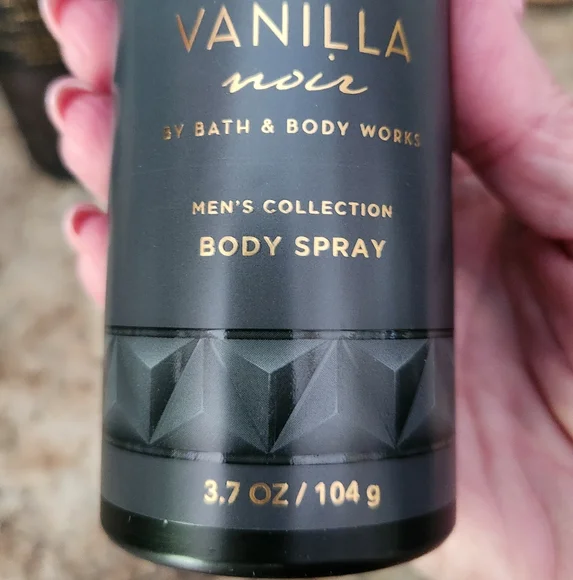 VANILLA
noir
BY BATH & BODY WORKS
MEN'S COLLECTION
BODY SPRAY
3.7 OZ / 104 g